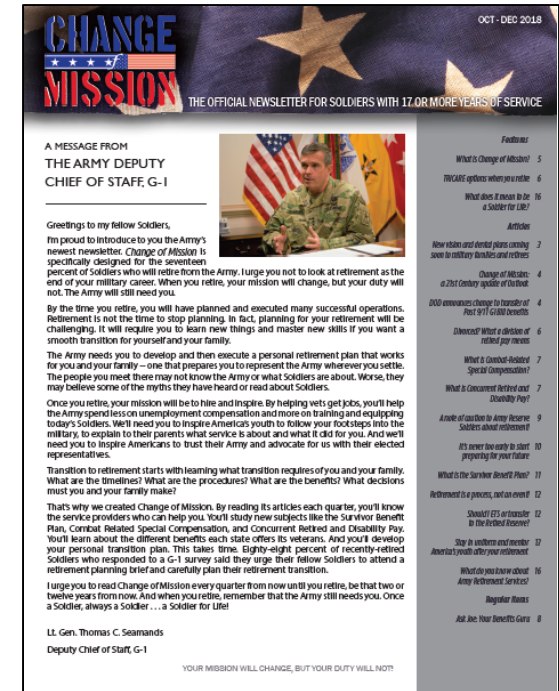 CHANGE
of
MISSION
OCT - DEC 2018
THE OFFICIAL NEWSLETTER FOR SOLDIERS WITH 17 OR MORE YEARS OF SERVICE
A MESSAGE FROM
THE ARMY DEPUTY
CHIEF OF STAFF, G-1
Greetings to my fellow Soldiers,
I'm proud to introduce to you the Army's
newest newsletter. Change of Mission is
specifically designed for the seventeen
percent of Soldiers who will retire from the Army. I urge you not to look at retirement as the
end of your military career. When you retire, your mission will change, but your duty will
not. The Army will still need you.
By the time you retire, you will have planned and executed many successful operations.
Retirement is not the time to stop planning. In fact, planning for your retirement will be
challenging. It will require you to learn new things and master new skills if you want a
smooth transition for yourself and your family.
The Army needs you to develop and then execute a personal retirement plan that works
for you and your family – one that prepares you to represent the Army wherever you settle.
The people you meet there may not know the Army or what Soldiers are about. Worse, they
may believe some of the myths they have heard or read about Soldiers.
Once you retire, your mission will be to hire and inspire. By helping vets get jobs, you'll help
the Army spend less on unemployment compensation and more on training and equipping
today's Soldiers. We'll need you to inspire America's youth to follow your footsteps into the
military, to explain to their parents what service is about and what it did for you. And we'll
need you to inspire Americans to trust their Army and advocate for us with their elected
representatives.
Transition to retirement starts with learning what transition requires of you and your family.
What are the timelines? What are the procedures? What are the benefits? What decisions
must you and your family make?
That's why we created Change of Mission. By reading its articles each quarter, you'll know
the service providers who can help you. You'll study new subjects like the Survivor Benefit
Plan, Combat Related Special Compensation, and Concurrent Retired and Disability Pay.
You'll learn about the different benefits each state offers its veterans. And you'll develop
your personal transition plan. This takes time. Eighty-eight percent of recently-retired
Soldiers who responded to a G-1 survey said they urge their fellow Soldiers to attend a
retirement planning brief and carefully plan their retirement transition.
I urge you to read Change of Mission every quarter from now until you retire, be that two or
twelve years from now. And when you retire, remember that the Army still needs you. Once
a Soldier, always a Soldier . . . a Soldier for Life!
Lt. Gen. Thomas C. Seamands
Deputy Chief of Staff, G-1
YOUR MISSION WILL CHANGE, BUT YOUR DUTY WILL NOT!
Features
What is Change of Mission? 5
TRICARE options when you retire 6
What does it mean to be 16
a Soldier for Life?
Articles
New vision and dental plans coming 3
soon to military families and retirees
Change of Mission: 4
a 21st Century update of Outlook
DOD announces change to transfer of 4
Post 9/11 GI Bill benefits
Divorced? What a division of 6
retired pay means
What is Combat-Related 7
Special Compensation?
What is Concurrent Retired and 7
Disability Pay?
A note of caution to Army Reserve 9
Soldiers about retirement
It's never too early to start 10
preparing for your future
What is the Survivor Benefit Plan? 11
Retirement is a process, not an event! 12
Should I ETS or transfer 12
to the Retired Reserve?
Stay in uniform and mentor 13
America's youth after your retirement
What do you know about 16
Army Retirement Services?
Regular Items
Ask Joe: Your Benefits Guru 8